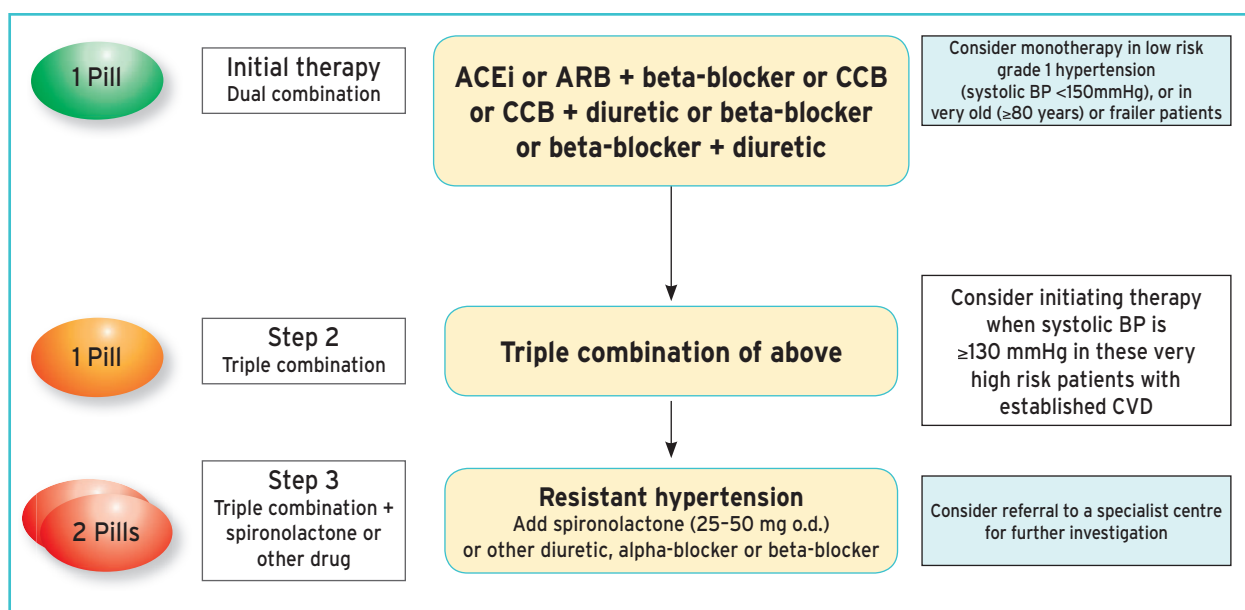 1 Pill
Initial therapy
Dual combination
ACEi or ARB + beta-blocker or CCB
or CCB + diuretic or beta-blocker
or beta-blocker + diuretic
Consider monotherapy in low risk
grade 1 hypertension
(systolic BP <150mmHg), or in
very old (≥80 years) or frailer patients
1 Pill
Step 2
Triple combination
Triple combination of above
Consider initiating therapy
when systolic BP is
≥130 mmHg in these very
high risk patients with
established CVD
2 Pills
Step 3
Triple combination +
spironolactone or
other drug
Resistant hypertension
Add spironolactone (25–50 mg o.d.)
or other diuretic, alpha-blocker or beta-blocker
Consider referral to a specialist centre
for further investigation